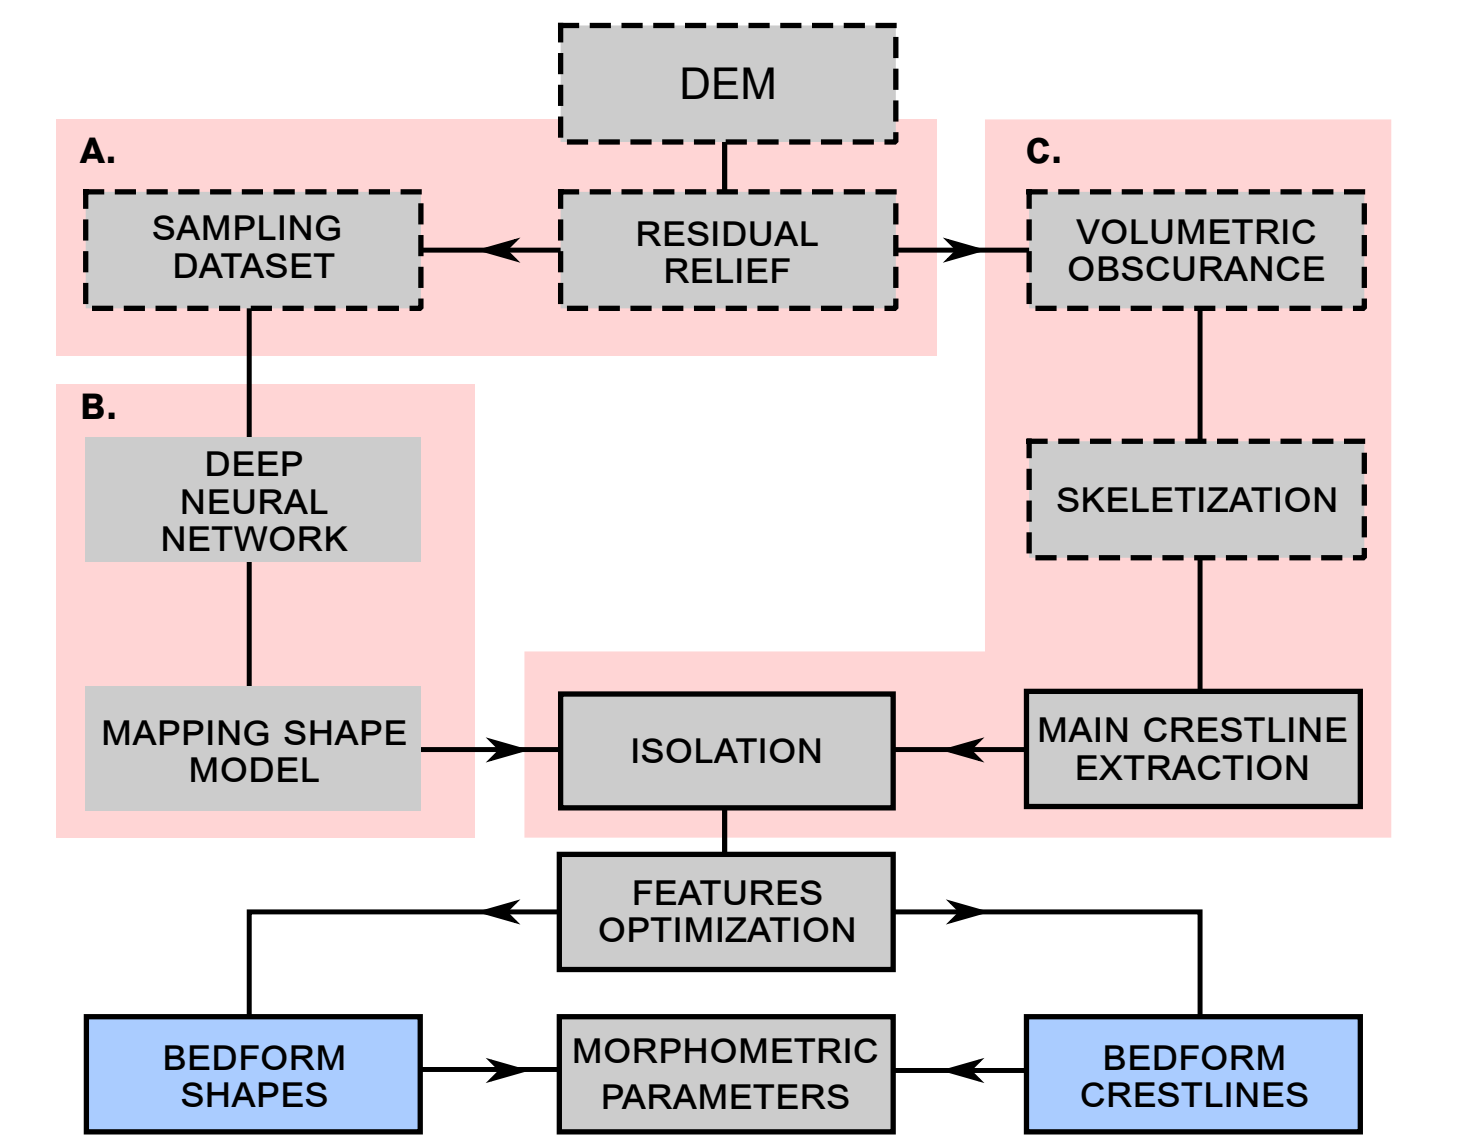 DEM
A.
C.
SAMPLING
DATASET
RESIDUAL
RELIEF
VOLUMETRIC
OBSCURANCE
B.
DEEP
NEURAL
NETWORK
SKELETIZATION
MAPPING SHAPE
MODEL
ISOLATION
MAIN CRESTLINE
EXTRACTION
FEATURES
OPTIMIZATION
BEDFORM
SHAPES
MORPHOMETRIC
PARAMETERS
BEDFORM
CRESTLINES